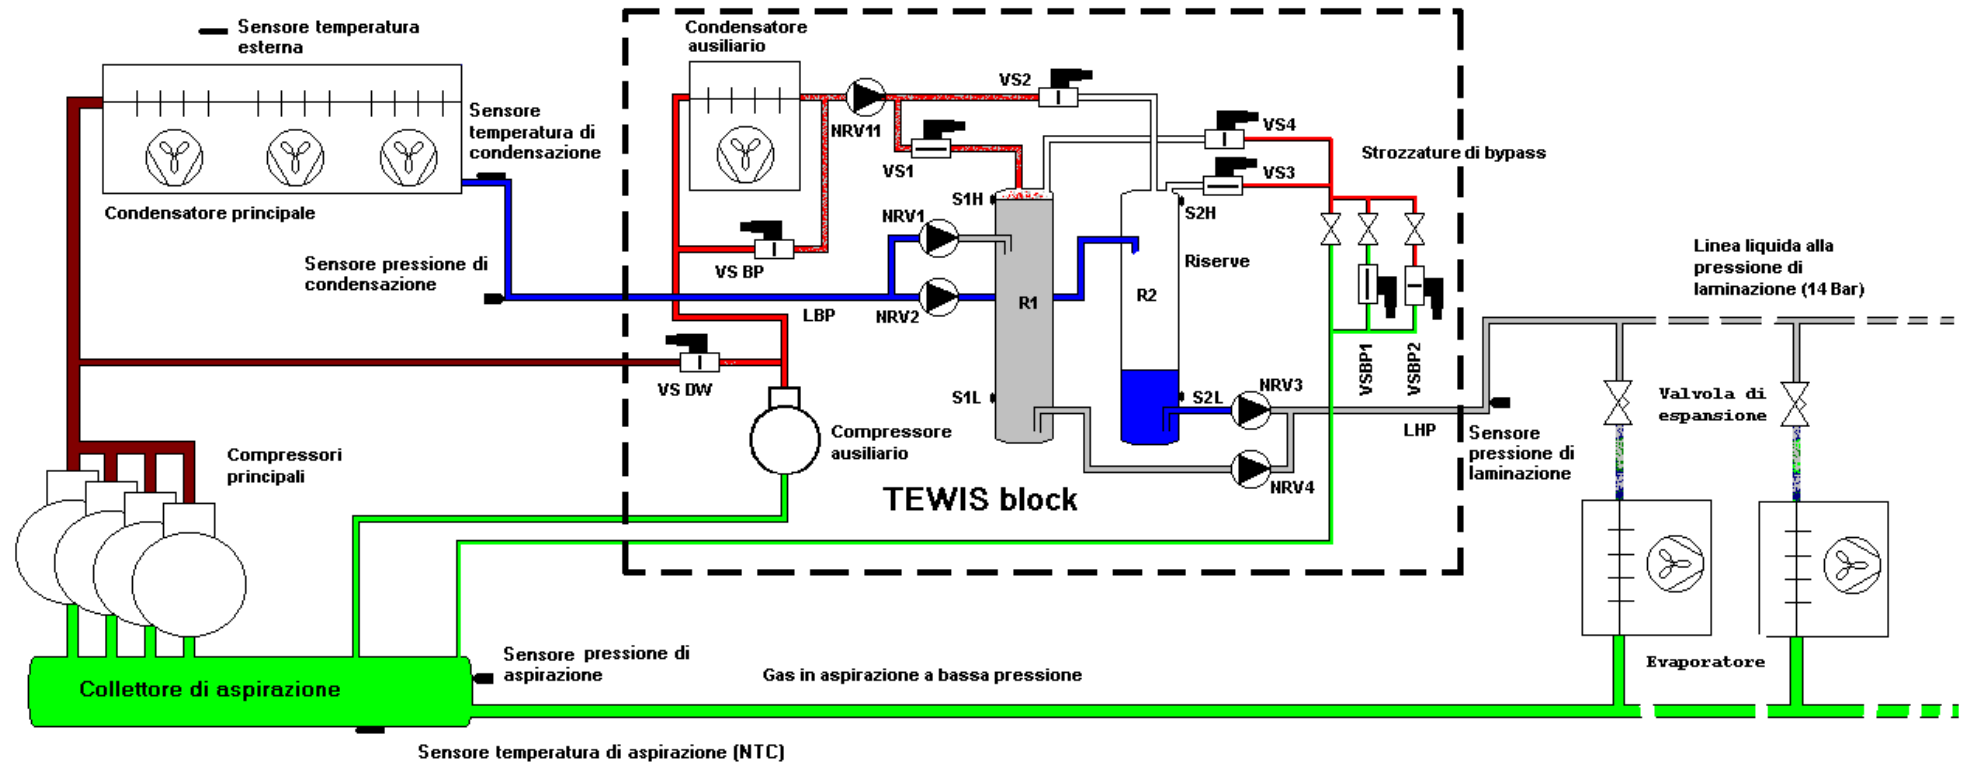 Sensore temperatura
esterna
Condensatore
ausiliario
VS2
Sensore
temperatura di
condensazione
NRV11
VS4
VS1
VS3
Strozzature di bypass
Condensatore principale
S1H
S2H
NRV1
Sensore pressione di
condensazione
VS BP
Riserve
Linea liquida alla
pressione di
laminazione (14 Bar)
R1
R2
LBP
NRV2
VSBP1
VSBP2
VS DW
S1L
S2L
NRV3
Valvola di
espansione
LHP
Compressore
ausiliario
Sensore
pressione di
laminazione
Compressori
principali
NRV4
TEWIS block
Sensore pressione di
aspirazione
Evaporatore
Gas in aspirazione a bassa pressione
Collettore di aspirazione
Sensore temperatura di aspirazione (NTC)